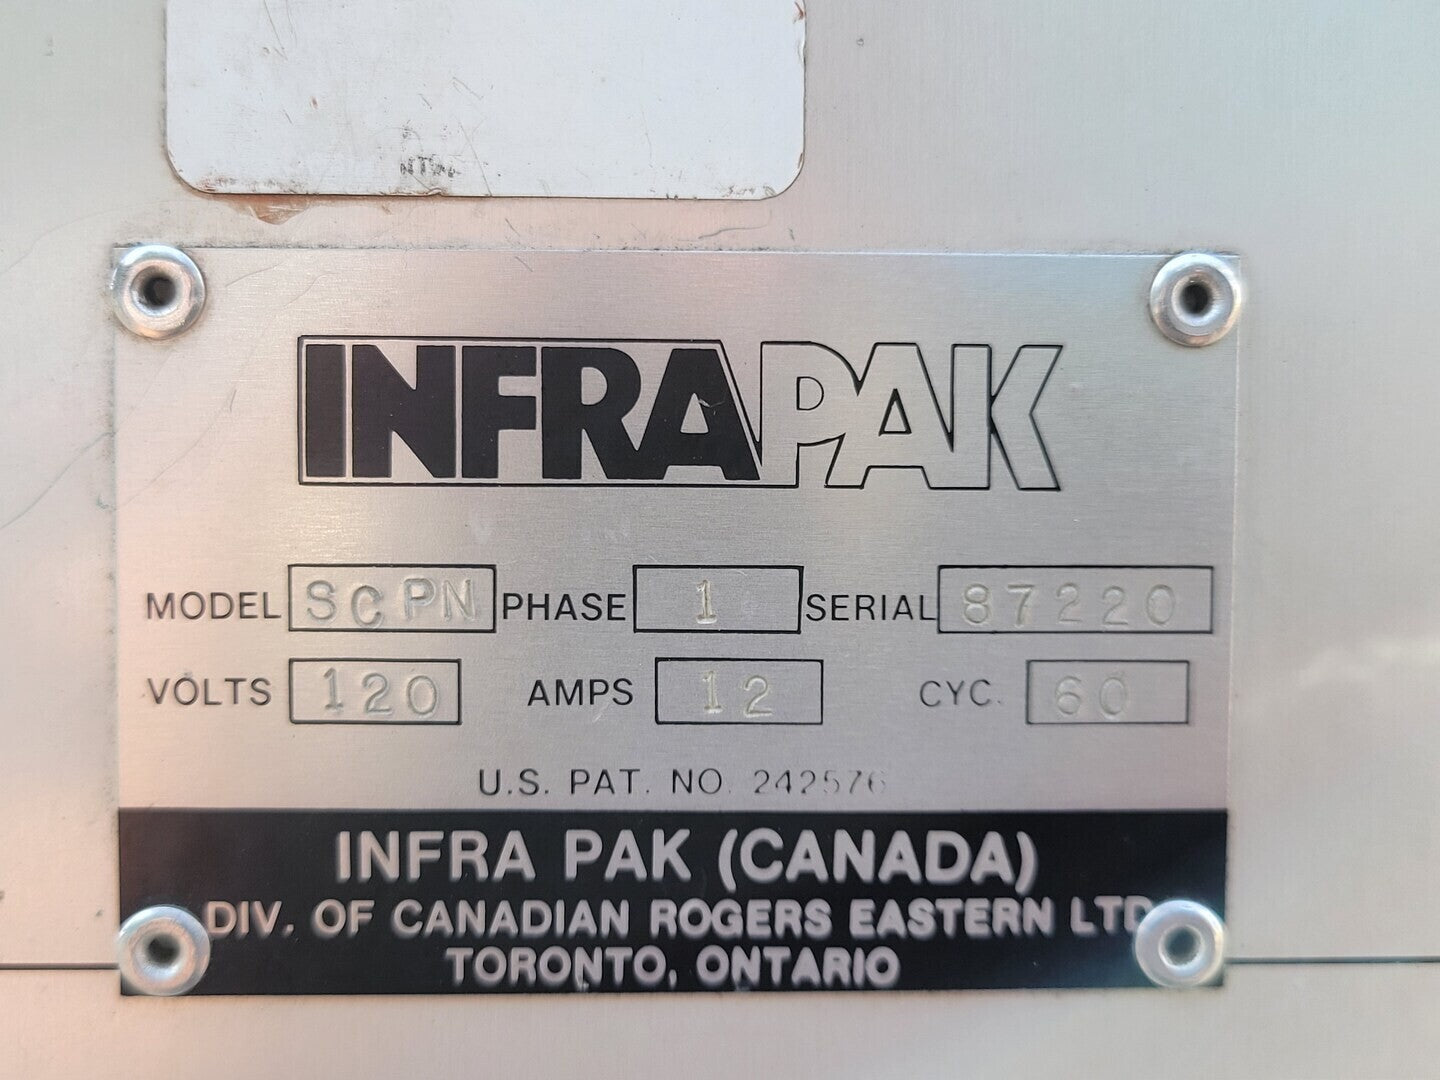 INFRAPAK
MODEL SCPN PHASE 1 SERIAL 87220
VOLTS 120 AMPS 12 CYC. 60
U.S. PAT. NO. 242576
INFRA PAK (CANADA)
DIV. OF CANADIAN ROGERS EASTERN LTD
TORONTO, ONTARIO